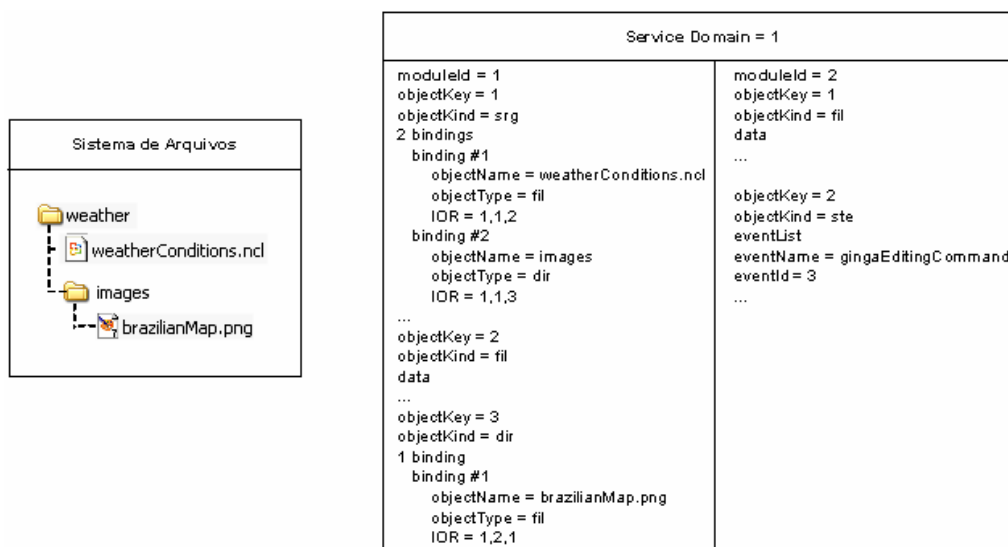 Sistema de Arquivos
weather
weatherConditions.ncl
images
brazilianMap.png
Service Domain = 1
moduleId = 1
objectKey = 1
objectKind = srg
2 bindings
binding #1
objectName = weatherConditions.ncl
objectType = fil
IOR = 1,1,2
binding #2
objectName = images
objectType = dir
IOR = 1,1,3
...
objectKey = 2
objectKind = fil
data
...
objectKey = 3
objectKind = dir
1 binding
binding #1
objectName = brazilianMap.png
objectType = fil
IOR = 1,2,1
moduleId = 2
objectKey = 1
objectKind = fil
data
...
objectKey = 2
objectKind = ste
eventList
eventName = gingaEditingCommand
eventId = 3
...